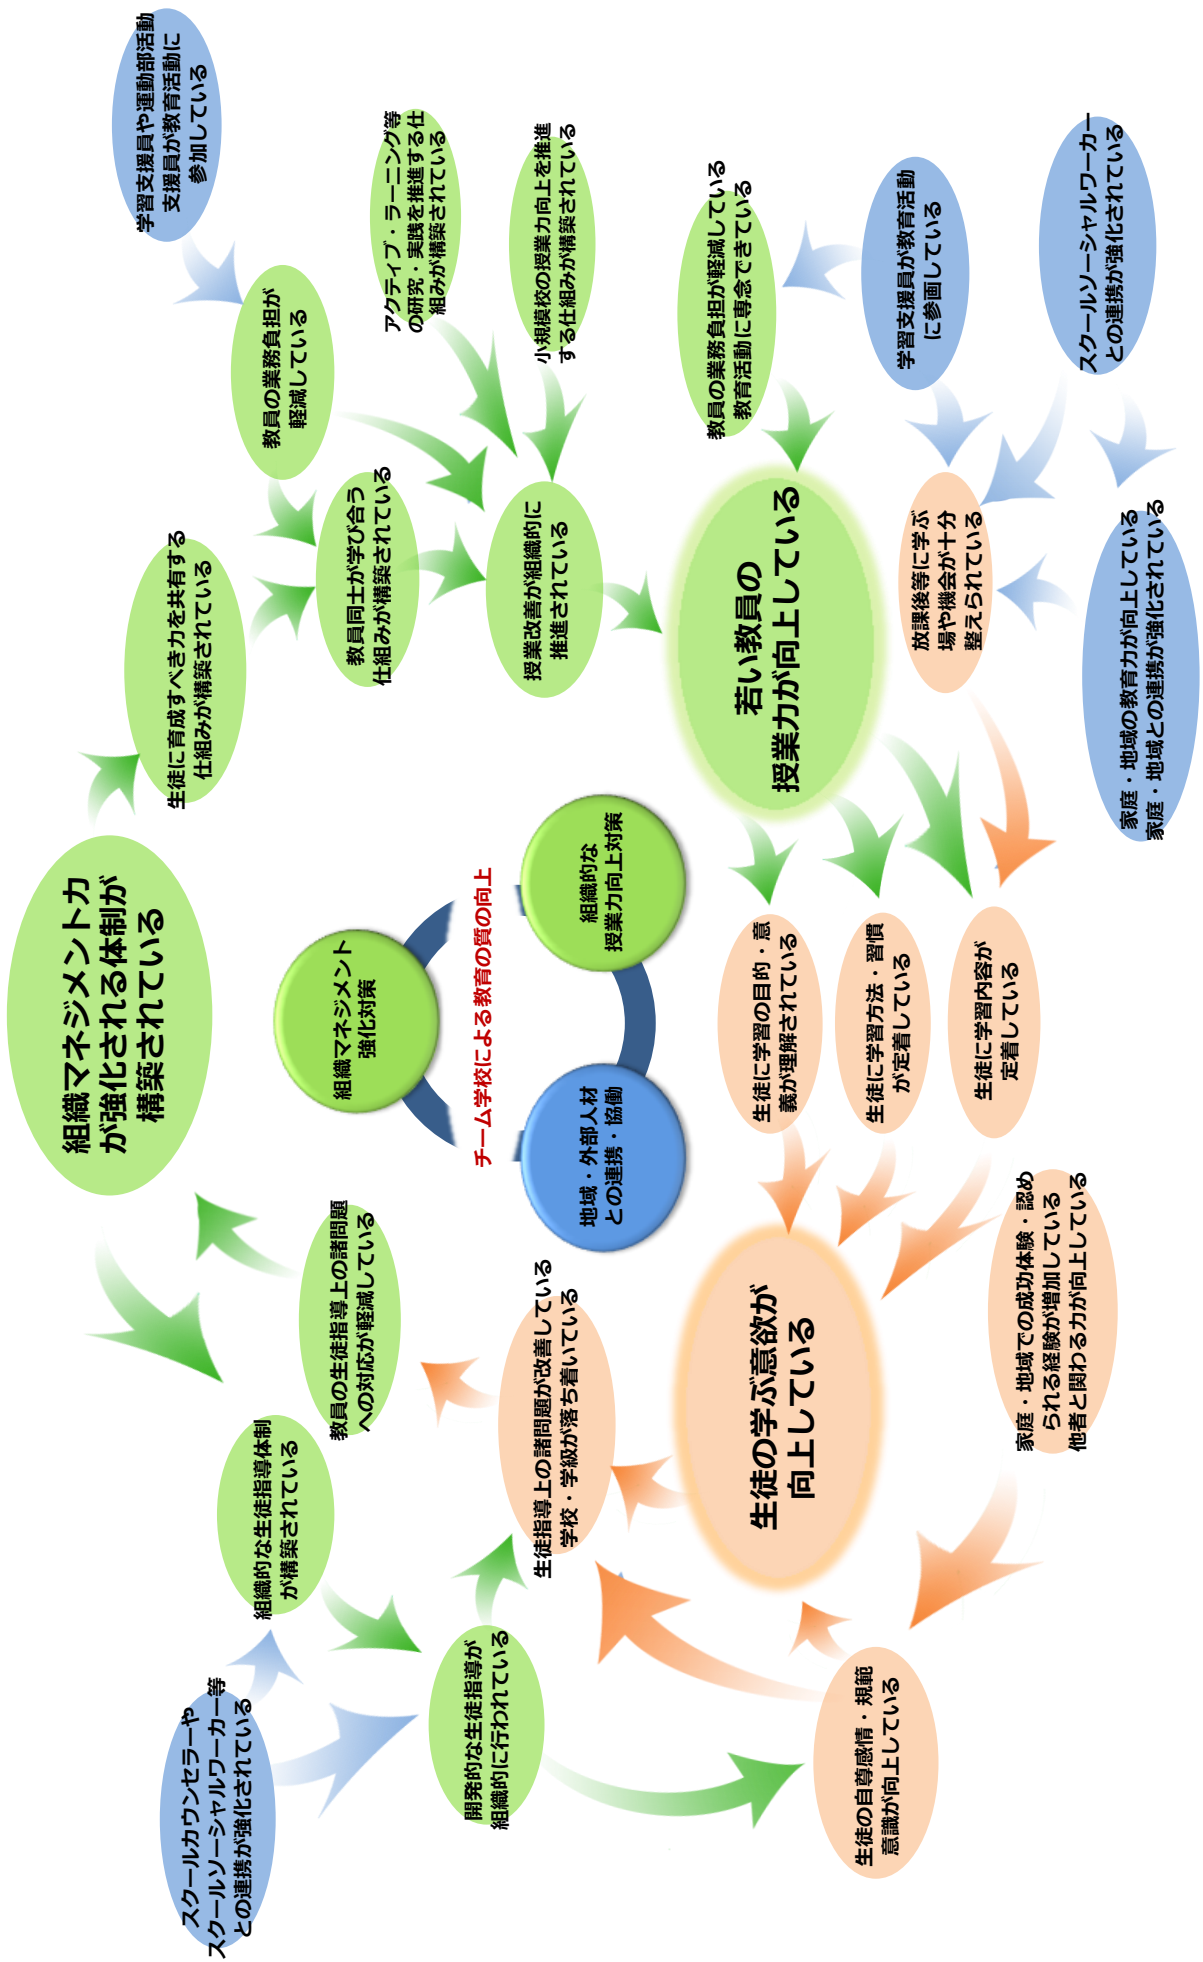 スクールカウンセラーや
スクールソーシャルワーカー等
との連携が強化されている
組織的な生徒指導体制
が構築されている
開発的な生徒指導が
組織的に行われている
生徒の自尊感情・規範
意識が向上している
教員の生徒指導上の諸問題
への対応が軽減している
生徒指導上の諸問題が改善している
学校・学級が落ち着いている
生徒の学ぶ意欲が
向上している
家庭・地域での成功体験・認め
られる経験が増加している
他者と関わる力が向上している
組織マネジメント力
が強化される体制が
構築されている
組織マネジメント
強化対策
チーム学校による教育の質の向上
地域・外部人材
との連携・協働
組織的な
授業力向上対策
生徒に学習の目的・意
義が理解されている
生徒に学習方法・習慣
が定着している
生徒に学習内容が
定着している
生徒に育成すべき力を共有する
仕組みが構築されている
教員同士が学び合う
仕組みが構築されている
授業改善が組織的に
推進されている
若い教員の
授業力が向上している
放課後等に学ぶ
場や機会が十分
整えられている
家庭・地域の教育力が向上している
家庭・地域との連携が強化されている
学習支援員や運動部活動
支援員が教育活動に
参加している
教員の業務負担が
軽減している
アクティブ・ラーニング等
の研究・実践を推進する仕
組みが構築されている
小規模校の授業力向上を推進
する仕組みが構築されている
教員の業務負担が軽減している
教育活動に専念できている
学習支援員が教育活動
に参画している
スクールソーシャルワーカー
との連携が強化されている